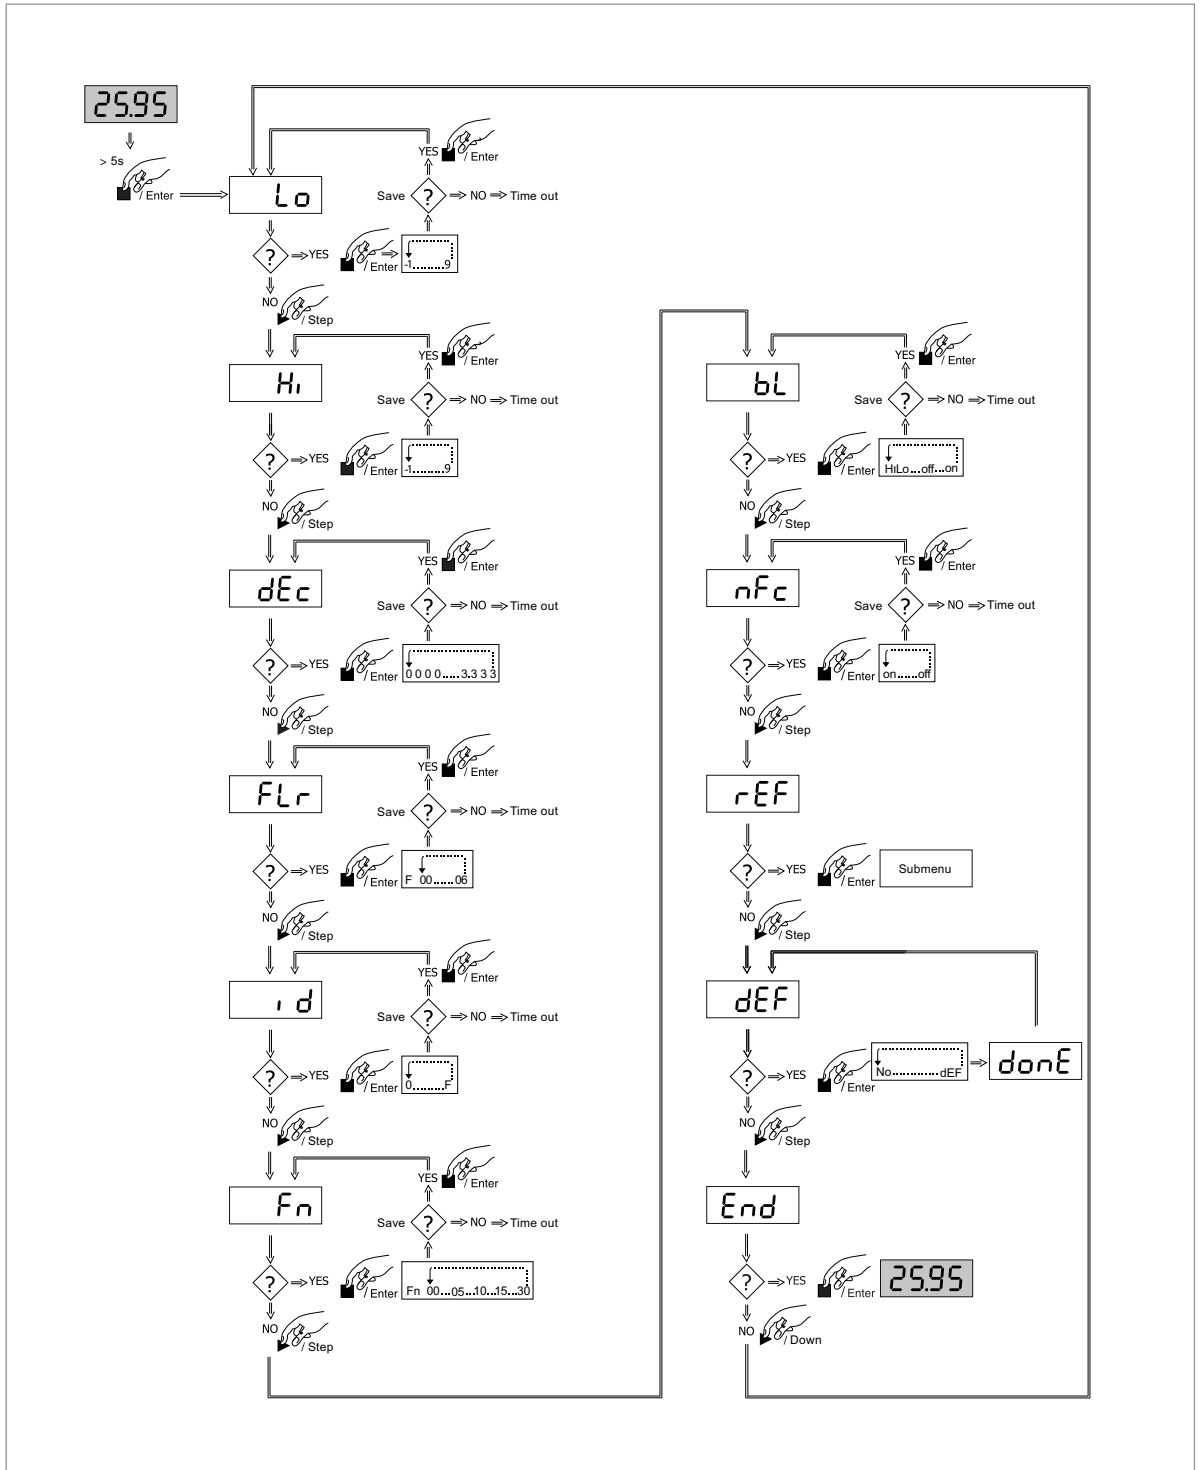 25.95
> 5s
/ Enter
Lo
YES
/ Enter
Save ? NO Time out
? YES
/ Enter
-1........9
NO
/ Step
Hı
YES
/ Enter
Save ? NO Time out
? YES
/ Enter
-1........9
NO
/ Step
dEc
YES
/ Enter
Save ? NO Time out
? YES
/ Enter
0 0 0 0.....3.3 3 3
NO
/ Step
FLr
YES
/ Enter
Save ? NO Time out
? YES
/ Enter
F 00.....06
NO
/ Step
ı d
YES
/ Enter
Save ? NO Time out
? YES
/ Enter
0........F
NO
/ Step
Fn
YES
/ Enter
Save ? NO Time out
? YES
/ Enter
Fn 00...05...10...15...30
NO
/ Step
bL
YES
/ Enter
Save ? NO Time out
? YES
/ Enter
HıLo...off...on
NO
/ Step
nFc
YES
/ Enter
Save ? NO Time out
? YES
/ Enter
on.....off
NO
/ Step
rEF
? YES
/ Enter
Submenu
NO
/ Step
dEF
? YES
/ Enter
No............dEF
donE
NO
/ Step
End
? YES
/ Enter
25.95
NO
/ Down